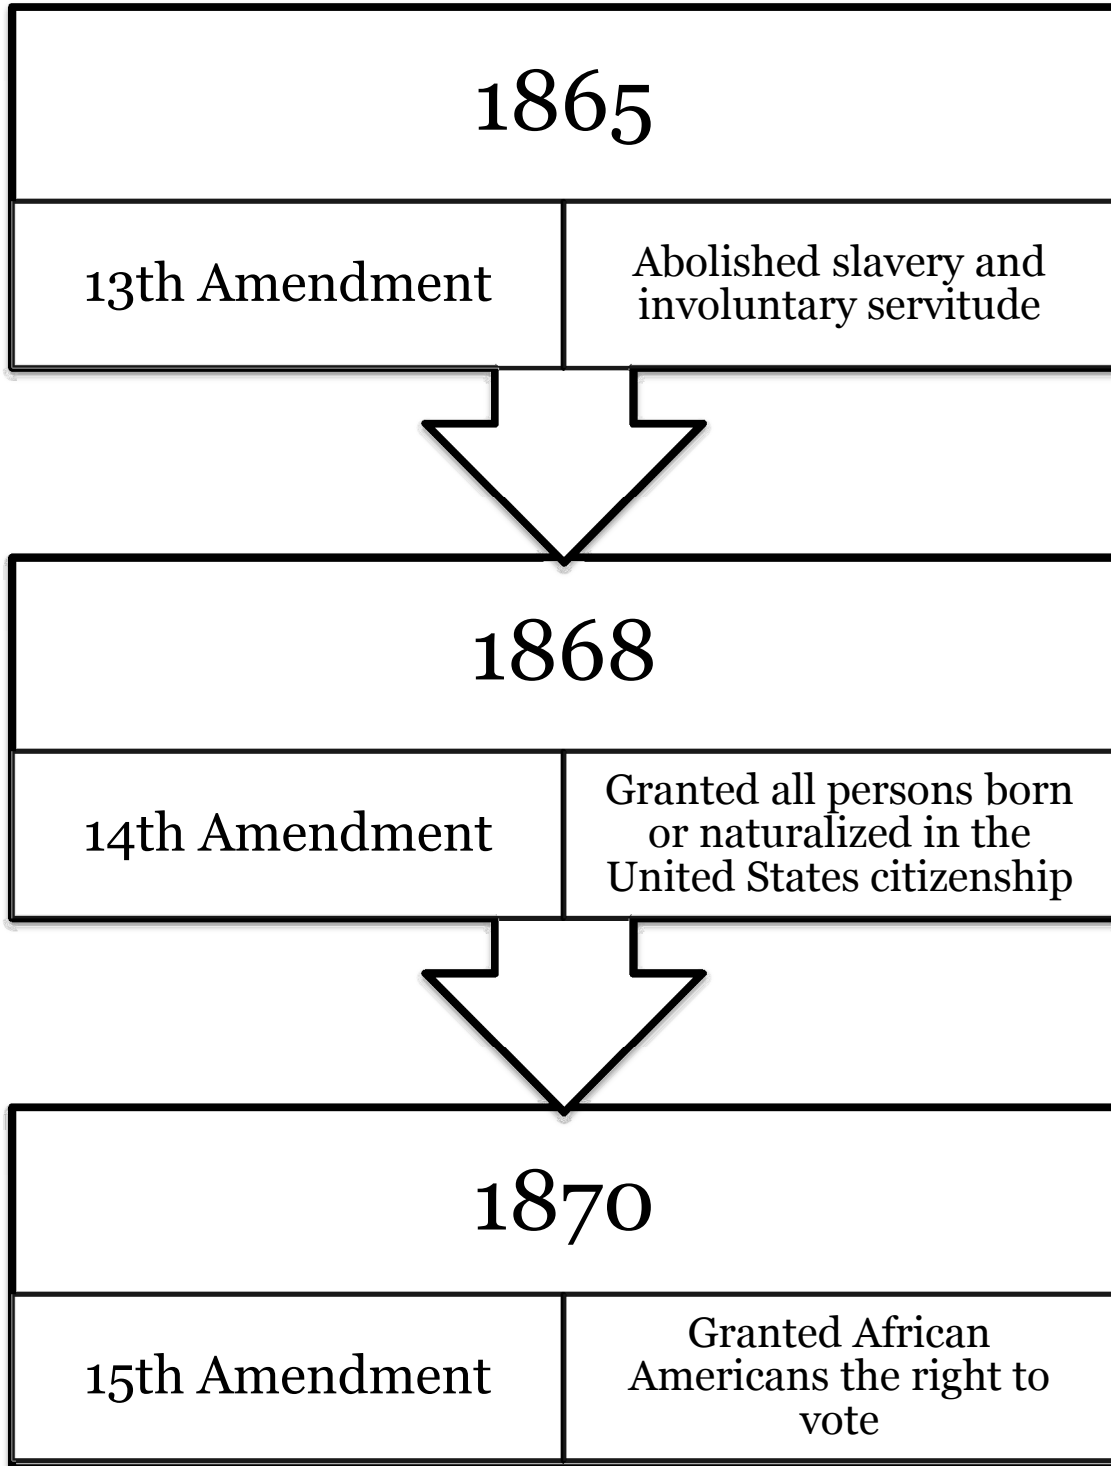 1865
13th Amendment
Abolished slavery and
involuntary servitude
1868
14th Amendment
Granted all persons born
or naturalized in the
United States citizenship
1870
15th Amendment
Granted African
Americans the right to
vote